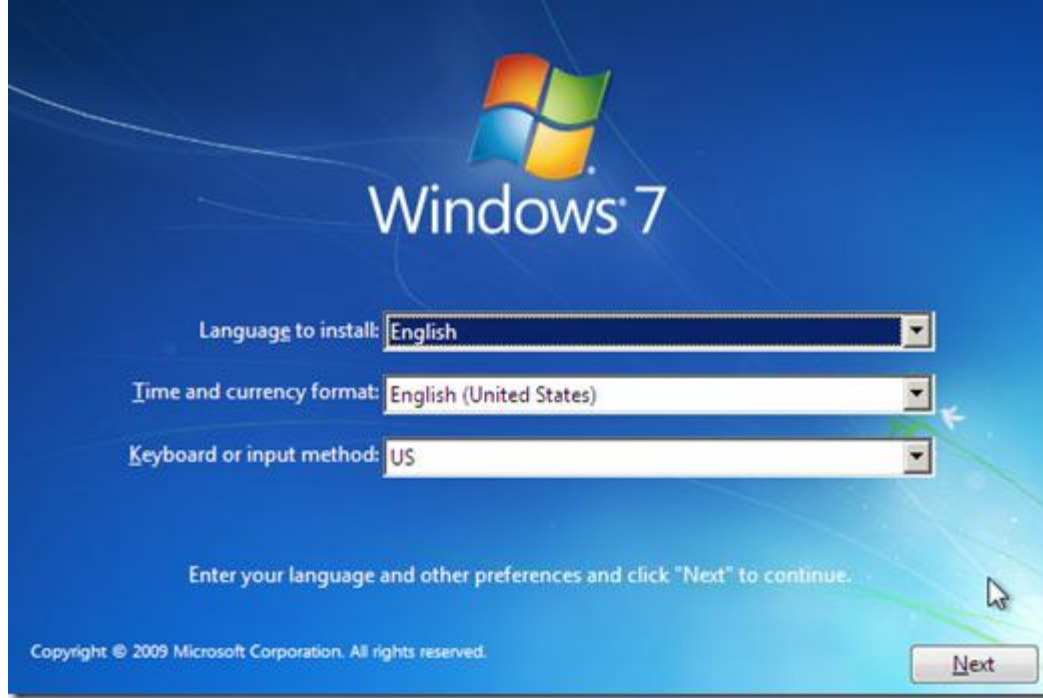 Windows® 7
Language to install: English
Time and currency format: English (United States)
Keyboard or input method: US
Enter your language and other preferences and click "Next" to continue.
Copyright © 2009 Microsoft Corporation. All rights reserved.
Next